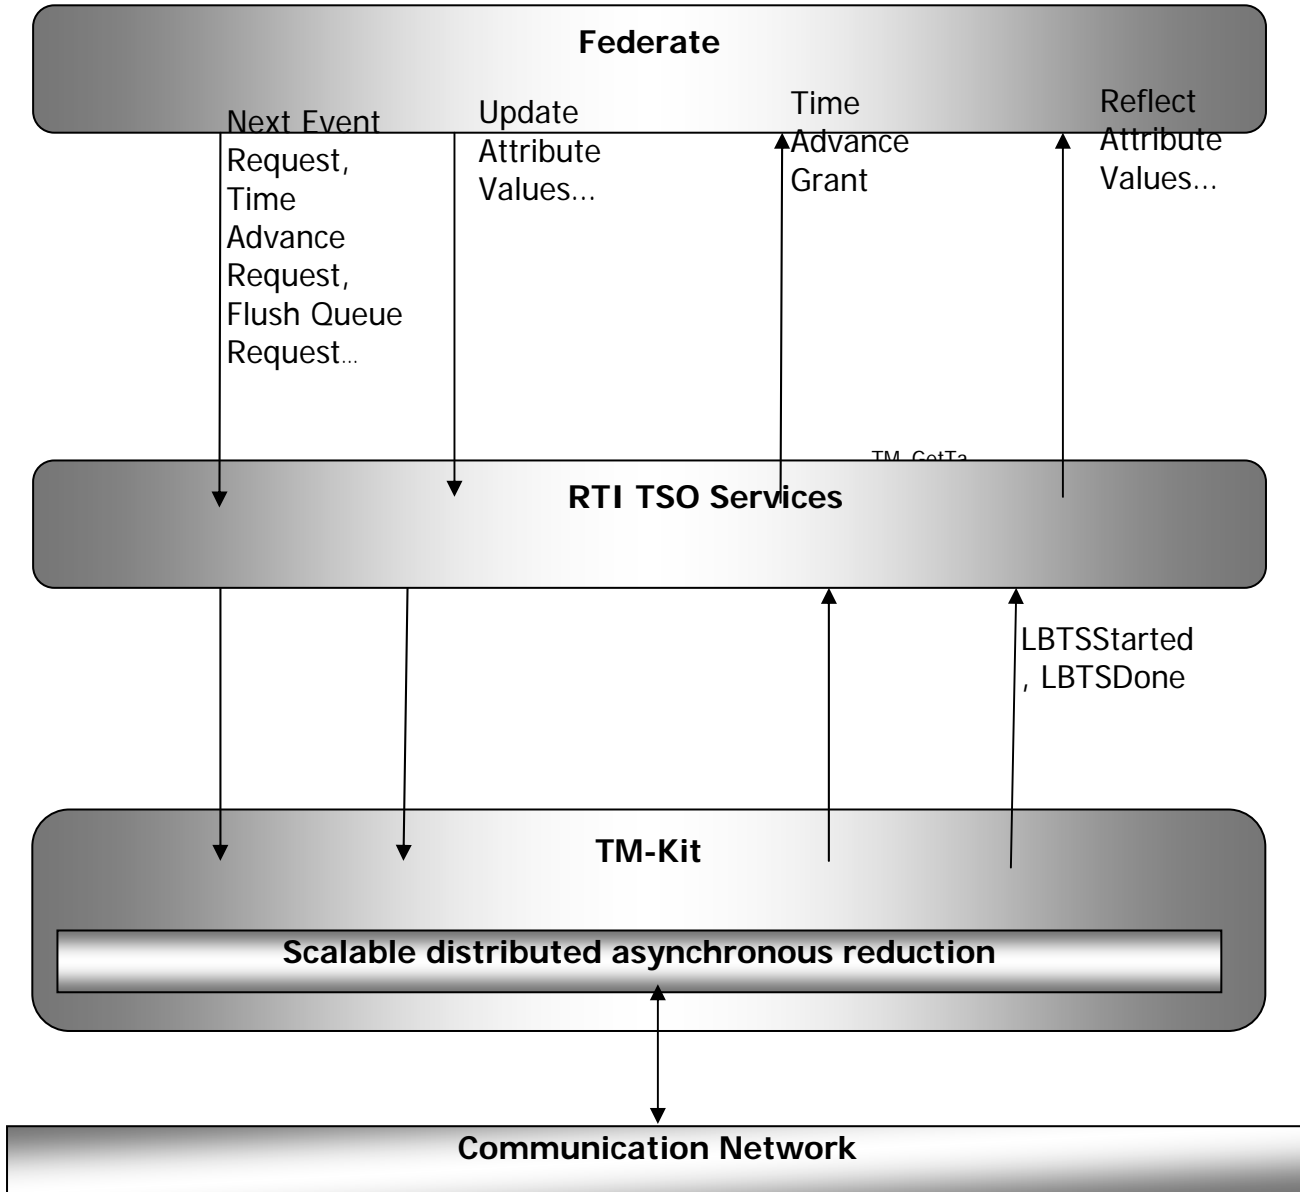 Federate
Next Event
Request,
Time
Advance
Request,
Flush Queue
Request...
Update
Attribute
Values...
Time
Advance
Grant
Reflect
Attribute
Values...
TM_GetTa
RTI TSO Services
LBTSStarted
, LBTSDone
TM-Kit
Scalable distributed asynchronous reduction
Communication Network